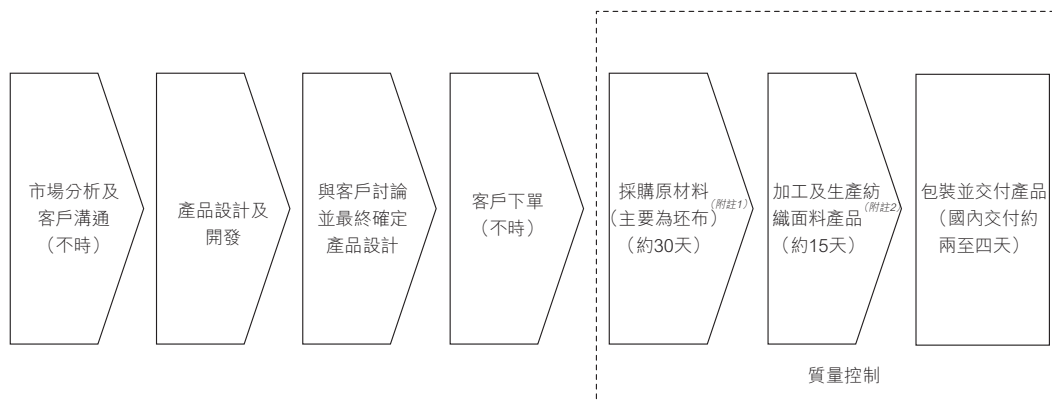 市場分析及
客戶溝通
（不時）
產品設計及
開發
與客戶討論
並最終確定
產品設計
客戶下單
（不時）
採購原材料
（主要為坯布）(附註1)
（約30天）
加工及生產紡
織面料產品(附註2)
（約15天）
包裝並交付產品
（國內交付約
兩至四天）
質量控制